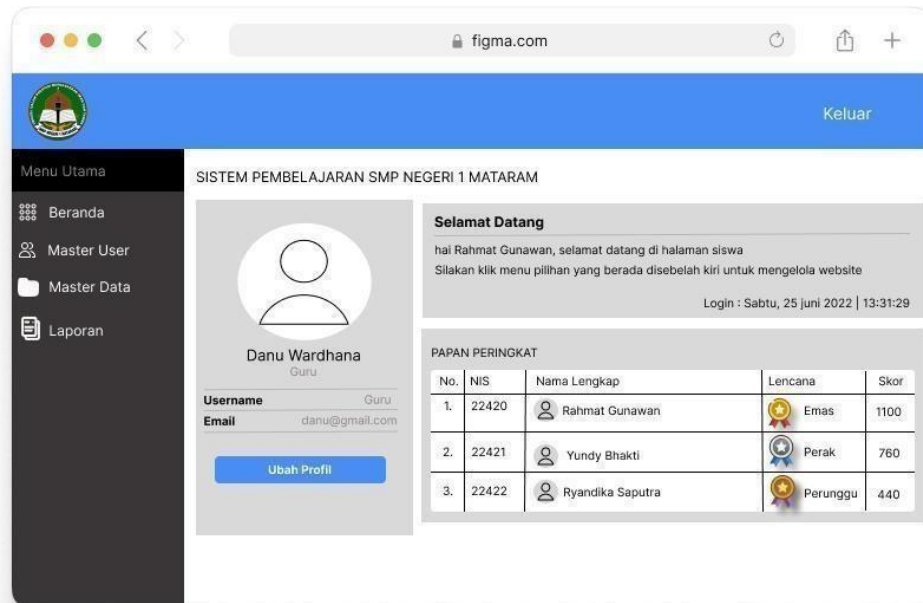 figma.com
Keluar
SMP NEGERI 1 MATARAM
Menu Utama
Beranda
Master User
Master Data
Laporan
SISTEM PEMBELAJARAN SMP NEGERI 1 MATARAM
Danu Wardhana
Guru
Username Guru
Email danu@gmail.com
Ubah Profil
Selamat Datang
hai Rahmat Gunawan, selamat datang di halaman siswa
Silakan klik menu pilihan yang berada disebelah kiri untuk mengelola website
Login : Sabtu, 25 juni 2022 | 13:31:29
PAPAN PERINGKAT
No. NIS Nama Lengkap Lencana Skor
1. 22420 Rahmat Gunawan Emas 1100
2. 22421 Yundy Bhakti Perak 760
3. 22422 Ryandika Saputra Perunggu 440